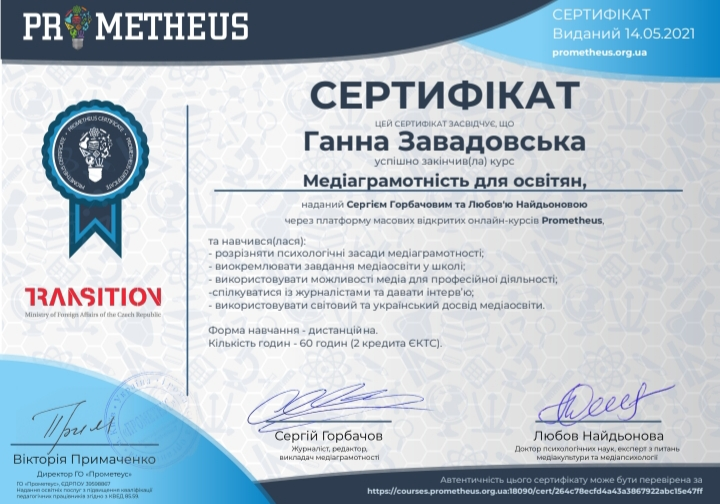 PROMETHEUS
СЕРТИФІКАТ
Виданий 14.05.2021
prometheus.org.ua
СЕРТИФІКАТ
ЦЕЙ СЕРТИФІКАТ ЗАСВІДЧУЄ, ЩО
Ганна Завадовська
успішно закінчив(ла) курс
Медіаграмотність для освітян,
наданий Сергієм Горбачовим та Любов'ю Найдьоновою
через платформу масових відкритих онлайн-курсів Prometheus,
та навчився(лася):
- розрізняти психологічні засади медіаграмотності;
- виокремлювати завдання медіаосвіти у школі;
- використовувати можливості медіа для професійної діяльності;
-спілкуватися із журналістами та давати інтерв'ю;
- використовувати світовий та український досвід медіаосвіти.
Форма навчання - дистанційна.
Кількість годин - 60 годин (2 кредита ЄКТС).
PROMETHEUS CERTIFICATE
TRANSITION
Ministry of Foreign Affairs of the Czech Republic
Вікторія Примаченко
Директор ГО «Прометеус»
ГО «Прометеус», ЄДРПОУ 39598867
Надання освітніх послуг з підвищення кваліфікації
педагогічних працівників згідно з КВЕД 85.59
Сергій Горбачов
Журналіст, редактор,
викладач медіаграмотності
Любов Найдьонова
Доктор психологічних наук, експерт з питань
медіакультури та медіапсихології
Автентичність цього сертифікату може бути перевірена за
https://courses.prometheus.org.ua:18090/cert/264c78ecfd4a43a38679d2abc15e47ff